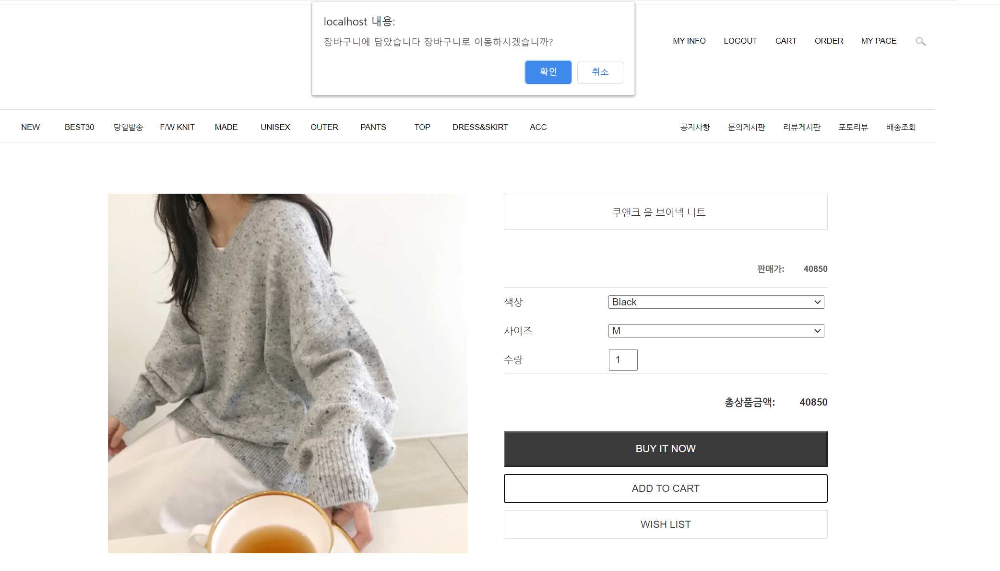 localhost 내용:
장바구니에 담았습니다 장바구니로 이동하시겠습니까?
확인 취소
MY INFO LOGOUT CART ORDER MY PAGE
NEW BEST30 당일발송 F/W KNIT MADE UNISEX OUTER PANTS TOP DRESS&SKIRT ACC 공지사항 문의게시판 리뷰게시판 포토리뷰 배송조회
쿠앤크 울 브이넥 니트
판매가: 40850
색상 Black
사이즈 M
수량 1
총상품금액: 40850
BUY IT NOW
ADD TO CART
WISH LIST